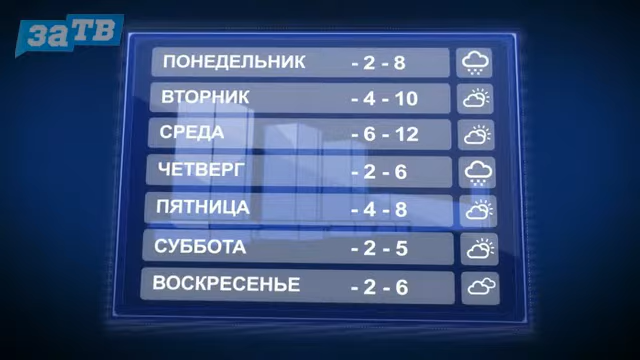 заТВ
ПОНЕДЕЛЬНИК - 2 - 8
ВТОРНИК - 4 - 10
СРЕДА - 6 - 12
ЧЕТВЕРГ - 2 - 6
ПЯТНИЦА - 4 - 8
СУББОТА - 2 - 5
ВОСКРЕСЕНЬЕ - 2 - 6